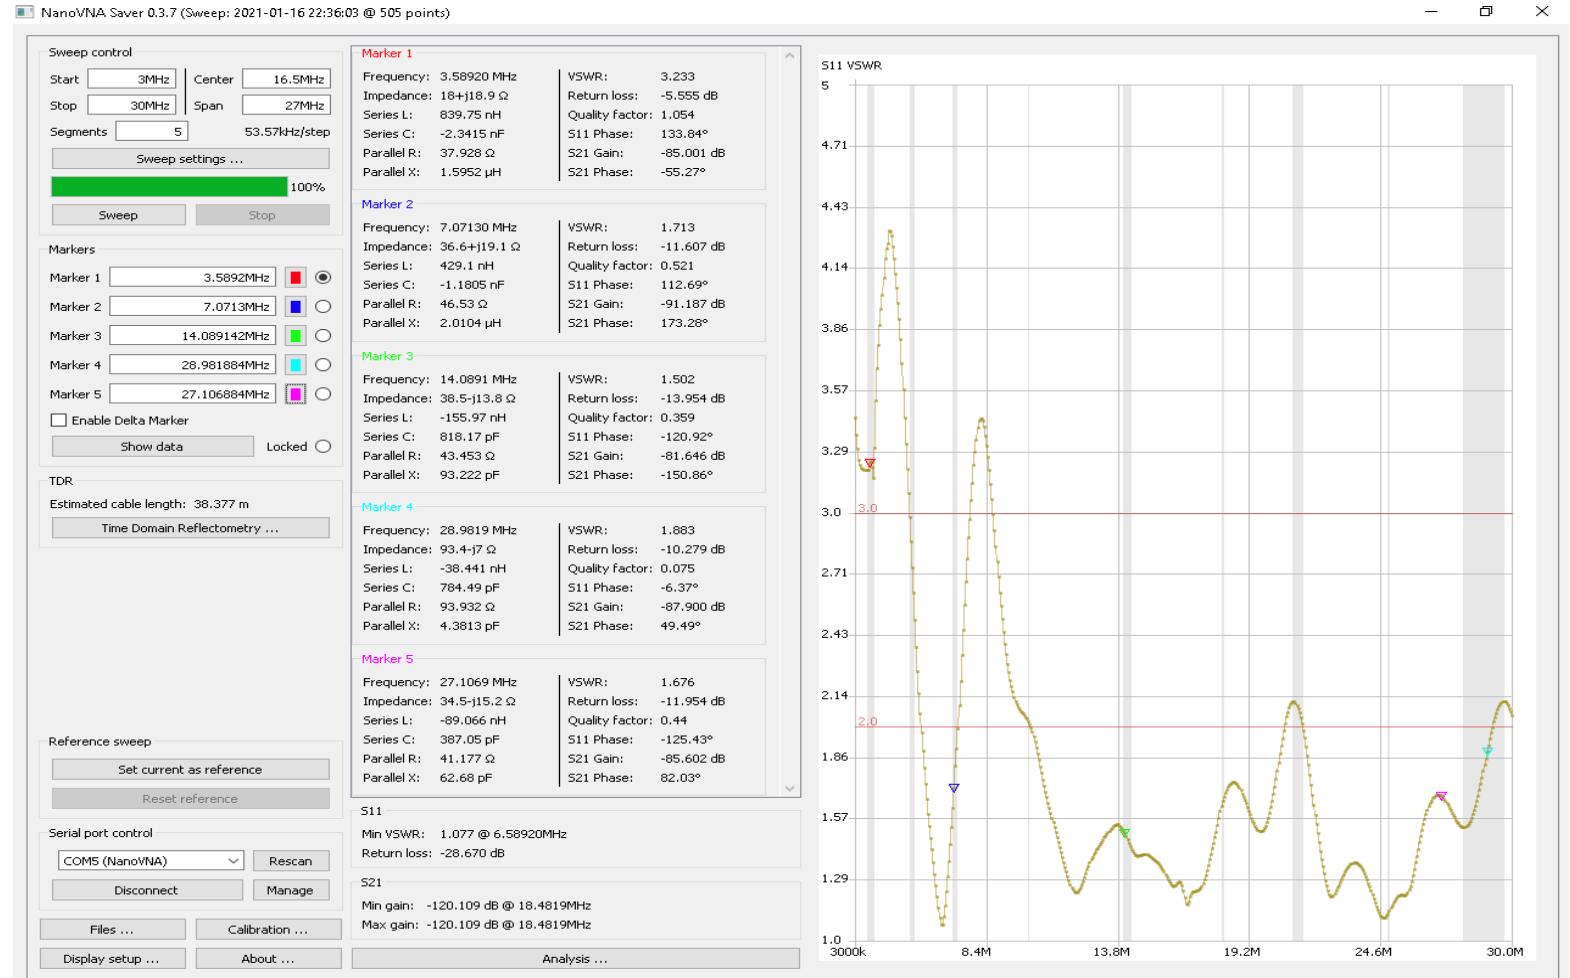 NanoVNA Saver 0.3.7 (Sweep: 2021-01-16 22:36:03 @ 505 points)
Sweep control
Start 3MHz Center 16.5MHz
Stop 30MHz Span 27MHz
Segments 5 53.57kHz/step
Sweep settings ...
100%
Sweep Stop
Markers
Marker 1 3.5892MHz
Marker 2 7.0713MHz
Marker 3 14.089142MHz
Marker 4 28.981884MHz
Marker 5 27.106884MHz
Enable Delta Marker
Show data Locked
TDR
Estimated cable length: 38.377 m
Time Domain Reflectometry ...
Reference sweep
Set current as reference
Reset reference
Serial port control
COM5 (NanoVNA) Rescan
Disconnect Manage
Files ... Calibration ...
Display setup ... About ...
Marker 1
Frequency: 3.58920 MHz VSWR: 3.233
Impedance: 18+j18.9 Ω Return loss: -5.555 dB
Series L: 839.75 nH Quality factor: 1.054
Series C: -2.3415 nF S11 Phase: 133.84°
Parallel R: 37.928 Ω S21 Gain: -85.001 dB
Parallel X: 1.5952 µH S21 Phase: -55.27°
Marker 2
Frequency: 7.07130 MHz VSWR: 1.713
Impedance: 36.6+j19.1 Ω Return loss: -11.607 dB
Series L: 429.1 nH Quality factor: 0.521
Series C: -1.1805 nF S11 Phase: 112.69°
Parallel R: 46.53 Ω S21 Gain: -91.187 dB
Parallel X: 2.0104 µH S21 Phase: 173.28°
Marker 3
Frequency: 14.0891 MHz VSWR: 1.502
Impedance: 38.5-j13.8 Ω Return loss: -13.954 dB
Series L: -155.97 nH Quality factor: 0.359
Series C: 818.17 pF S11 Phase: -120.92°
Parallel R: 43.453 Ω S21 Gain: -81.646 dB
Parallel X: 93.222 pF S21 Phase: -150.86°
Marker 4
Frequency: 28.9819 MHz VSWR: 1.883
Impedance: 93.4-j7 Ω Return loss: -10.279 dB
Series L: -38.441 nH Quality factor: 0.075
Series C: 784.49 pF S11 Phase: -6.37°
Parallel R: 93.932 Ω S21 Gain: -87.900 dB
Parallel X: 4.3813 pF S21 Phase: 49.49°
Marker 5
Frequency: 27.1069 MHz VSWR: 1.676
Impedance: 34.5-j15.2 Ω Return loss: -11.954 dB
Series L: -89.066 nH Quality factor: 0.44
Series C: 387.05 pF S11 Phase: -125.43°
Parallel R: 41.177 Ω S21 Gain: -85.602 dB
Parallel X: 62.68 pF S21 Phase: 82.03°
S11
Min VSWR: 1.077 @ 6.58920MHz
Return loss: -28.670 dB
S21
Min gain: -120.109 dB @ 18.4819MHz
Max gain: -120.109 dB @ 18.4819MHz
Analysis ...
S11 VSWR
5
4.71
4.43
4.14
3.86
3.57
3.29
3.0 3.0
2.71
2.43
2.14
2.0
1.86
1.57
1.29
1.0
3000k 8.4M 13.8M 19.2M 24.6M 30.0M